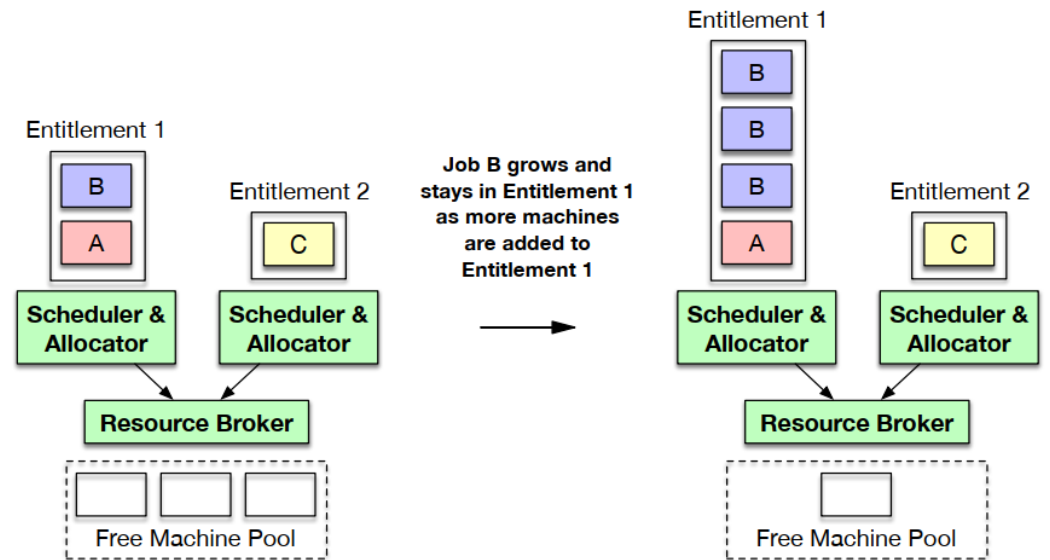 Entitlement 1
B
A
Entitlement 2
C
Scheduler &
Allocator
Scheduler &
Allocator
Resource Broker
Free Machine Pool
Job B grows and
stays in Entitlement 1
as more machines
are added to
Entitlement 1
Entitlement 1
B
B
B
A
Entitlement 2
C
Scheduler &
Allocator
Scheduler &
Allocator
Resource Broker
Free Machine Pool